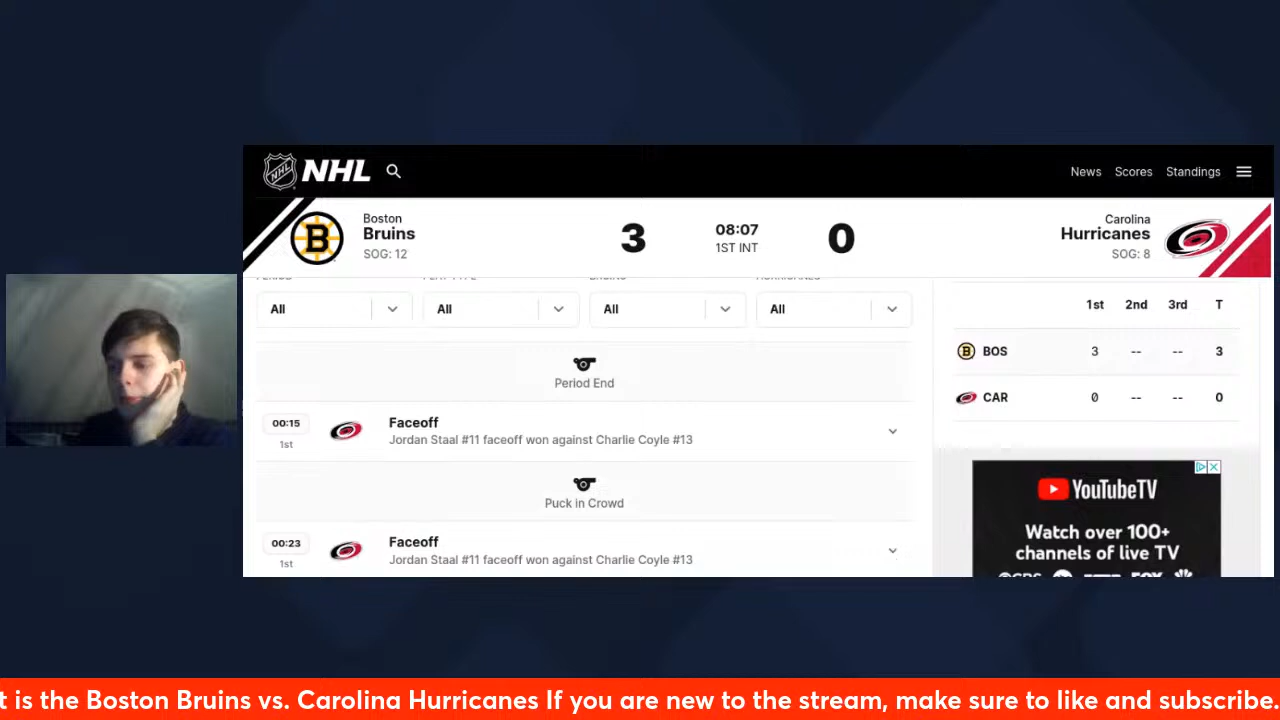 NHL
News Scores Standings
Boston
Bruins
SOG: 12
3
08:07
1ST INT
0
Carolina
Hurricanes
SOG: 8
All
All
All
All
Period End
00:15
1st
Faceoff
Jordan Staal #11 faceoff won against Charlie Coyle #13
Puck in Crowd
00:23
1st
Faceoff
Jordan Staal #11 faceoff won against Charlie Coyle #13
1st 2nd 3rd T
BOS 3 -- -- 3
CAR 0 -- -- 0
YouTubeTV
Watch over 100+
channels of live TV
t is the Boston Bruins vs. Carolina Hurricanes If you are new to the stream, make sure to like and subscribe.